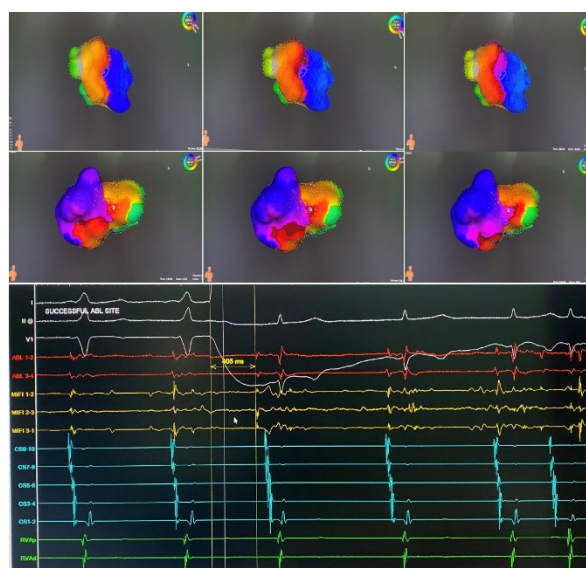 I
SUCCESSFUL ABL SITE
II
V1
405 ms
ABL 1-2
ABL 3-4
MIFI 1-2
MIFI 2-3
MIFI 3-1
CS9-10
CS7-8
CS5-6
CS3-4
CS1-2
RVAp
RVAd